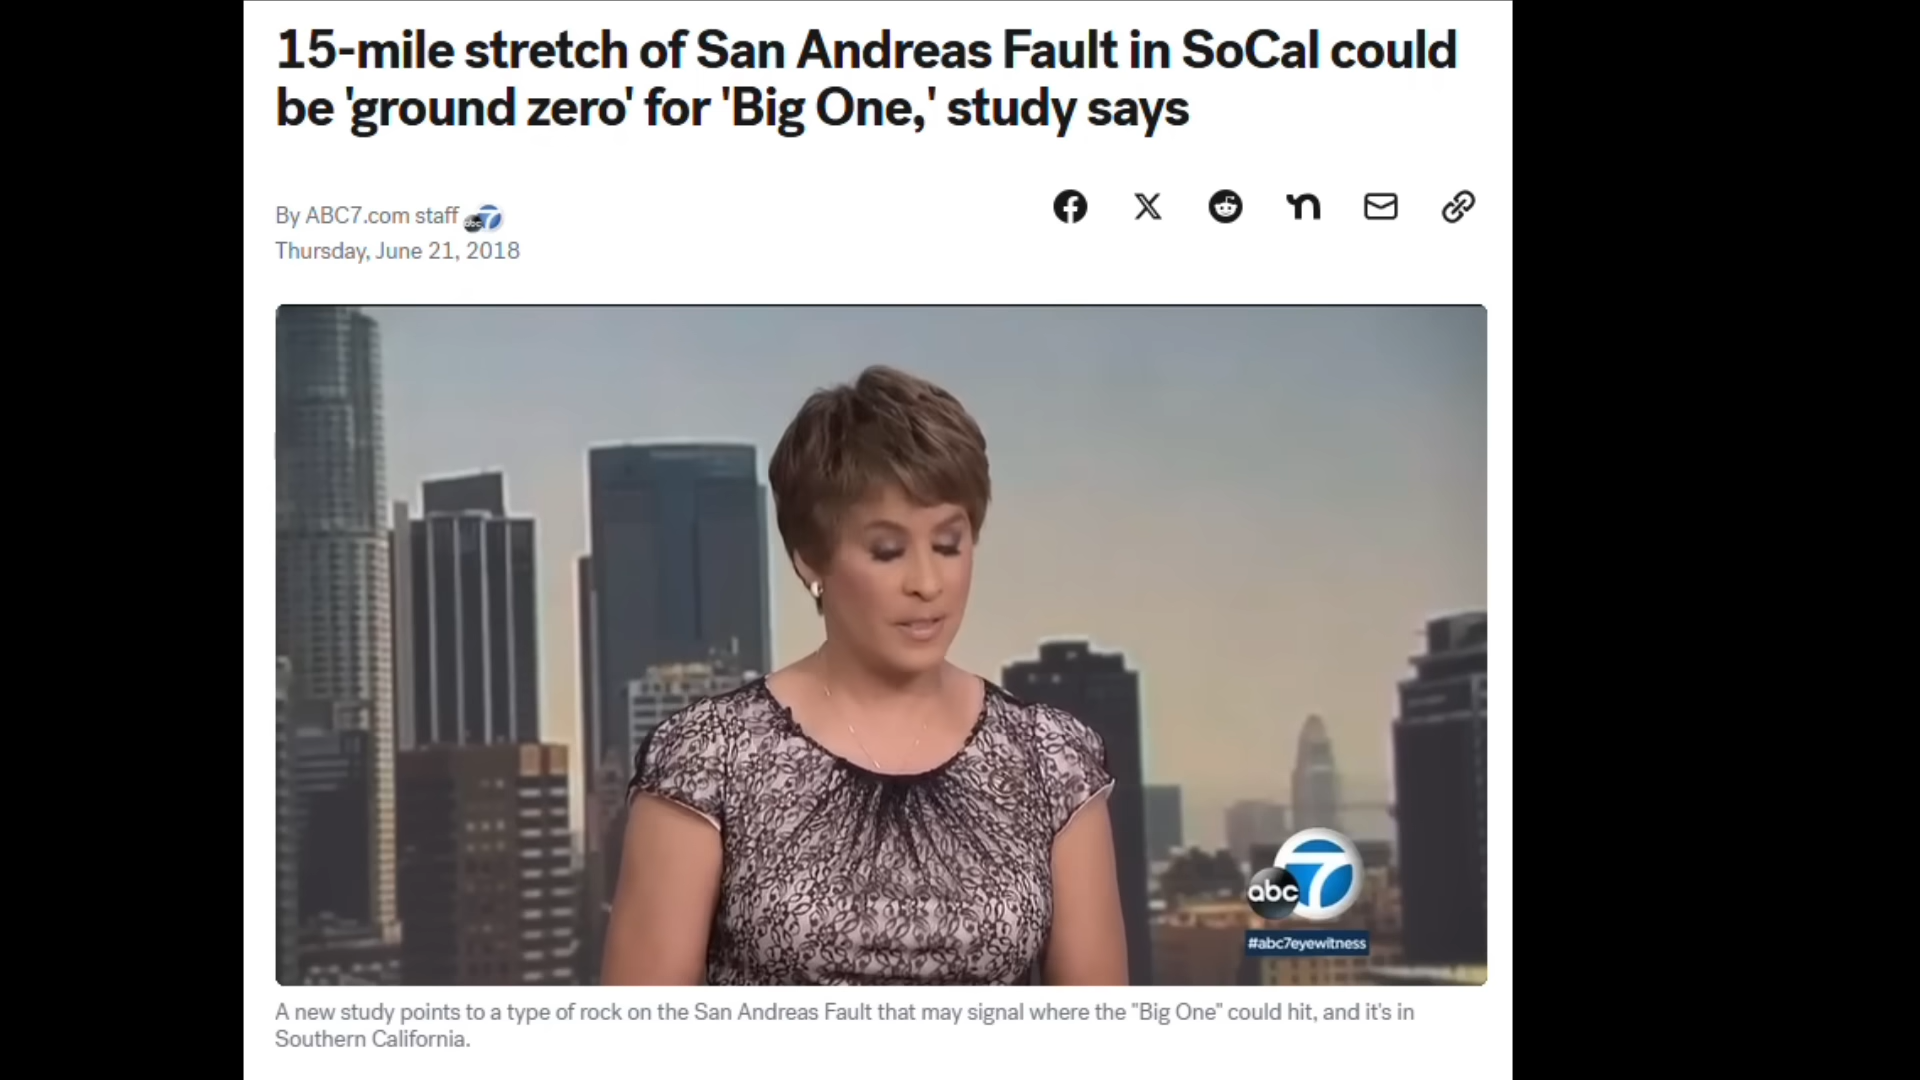 15-mile stretch of San Andreas Fault in SoCal could
be 'ground zero' for 'Big One,' study says
By ABC7.com staff
abc 7
Thursday, June 21, 2018
abc 7
#abc7eyewitness
A new study points to a type of rock on the San Andreas Fault that may signal where the "Big One" could hit, and it's in
Southern California.